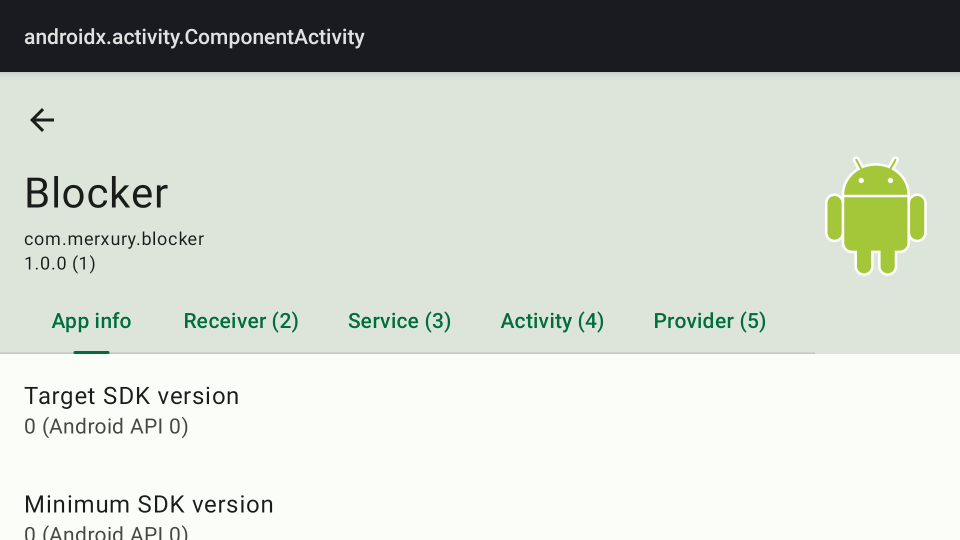 androidx.activity.ComponentActivity
Blocker
com.merxury.blocker
1.0.0 (1)
App info
Receiver (2)
Service (3)
Activity (4)
Provider (5)
Target SDK version
0 (Android API 0)
Minimum SDK version
0 (Android API 0)